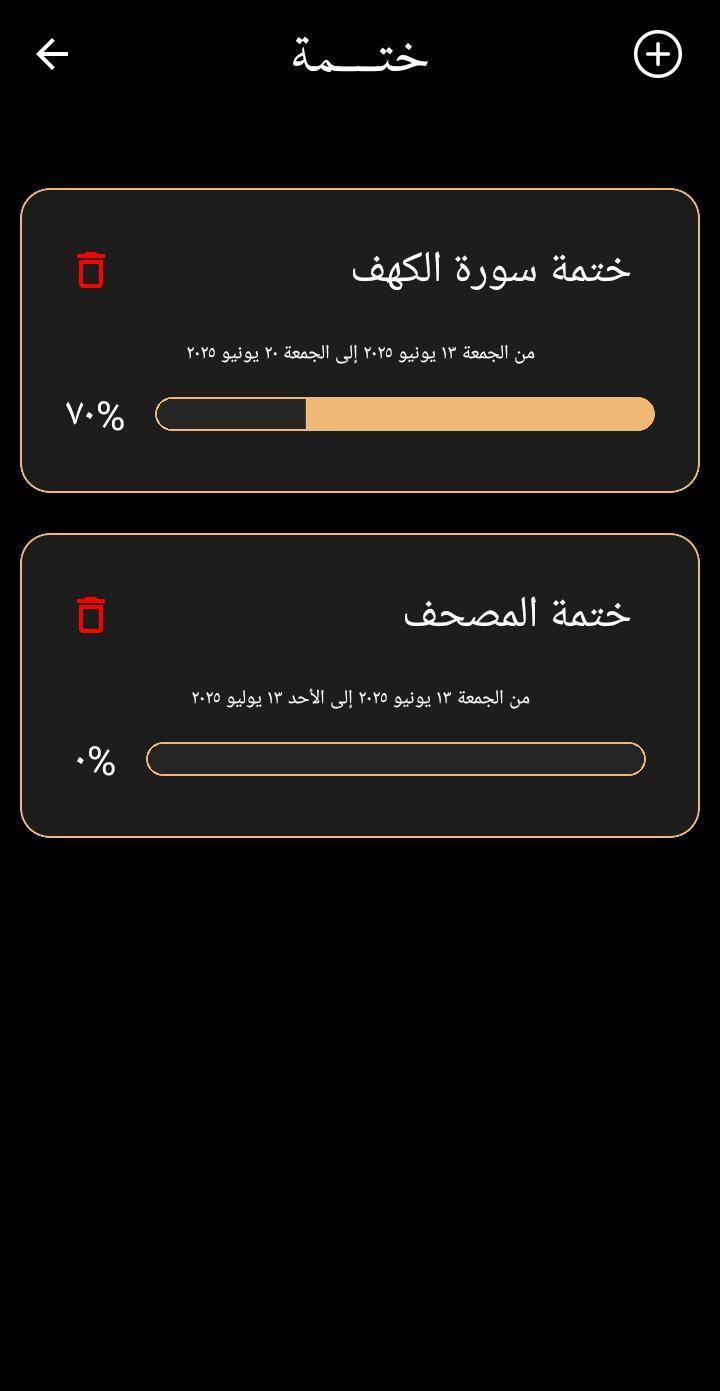 ختـــمة
ختمة سورة الكهف
من الجمعة ١٣ يونيو ٢٠٢٥ إلى الجمعة ٢٠ يونيو ٢٠٢٥
٧٠%
ختمة المصحف
من الجمعة ١٣ يونيو ٢٠٢٥ إلى الأحد ١٣ يوليو ٢٠٢٥
٠%